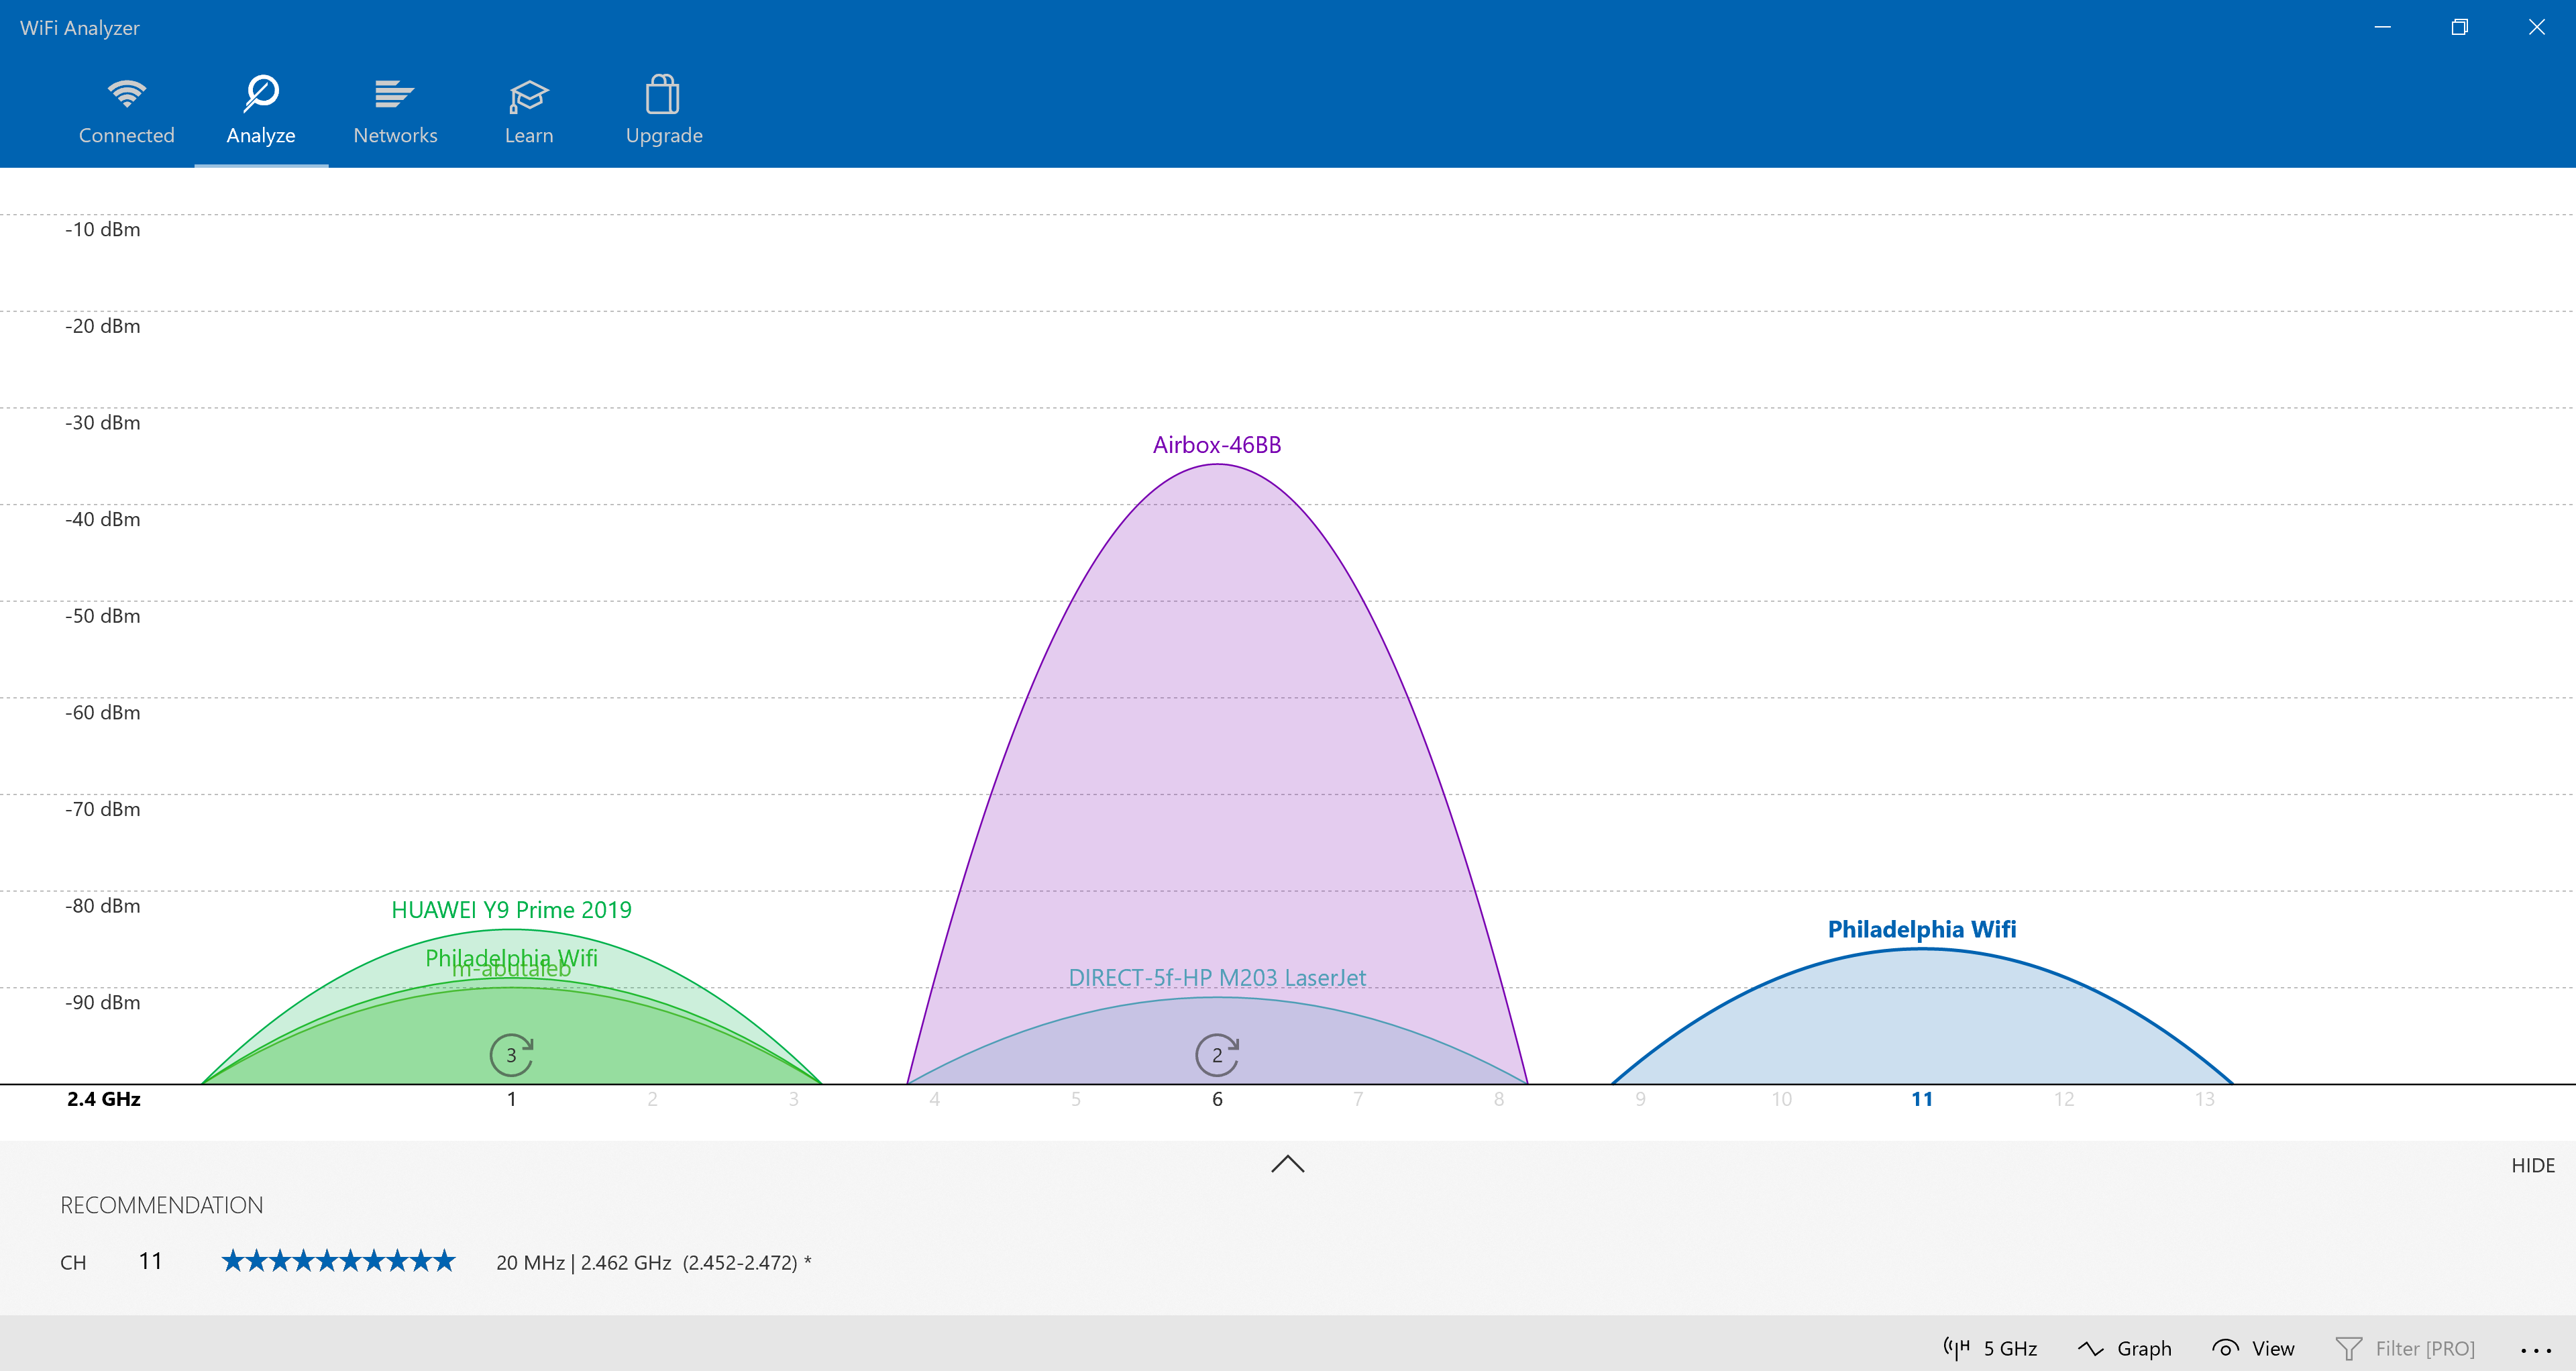 WiFi Analyzer
Connected
Analyze
Networks
Learn
Upgrade
-10 dBm
-20 dBm
-30 dBm
-40 dBm
-50 dBm
-60 dBm
-70 dBm
-80 dBm
-90 dBm
Airbox-46BB
HUAWEI Y9 Prime 2019
Philadelphia Wifi
m-abutaleb
DIRECT-5f-HP M203 LaserJet
Philadelphia Wifi
3
2
2.4 GHz 1 2 3 4 5 6 7 8 9 10 11 12 13
HIDE
RECOMMENDATION
CH 11 ★★★★★★★★★★ 20 MHz | 2.462 GHz (2.452-2.472) *
5 GHz
Graph
View
Filter [PRO]